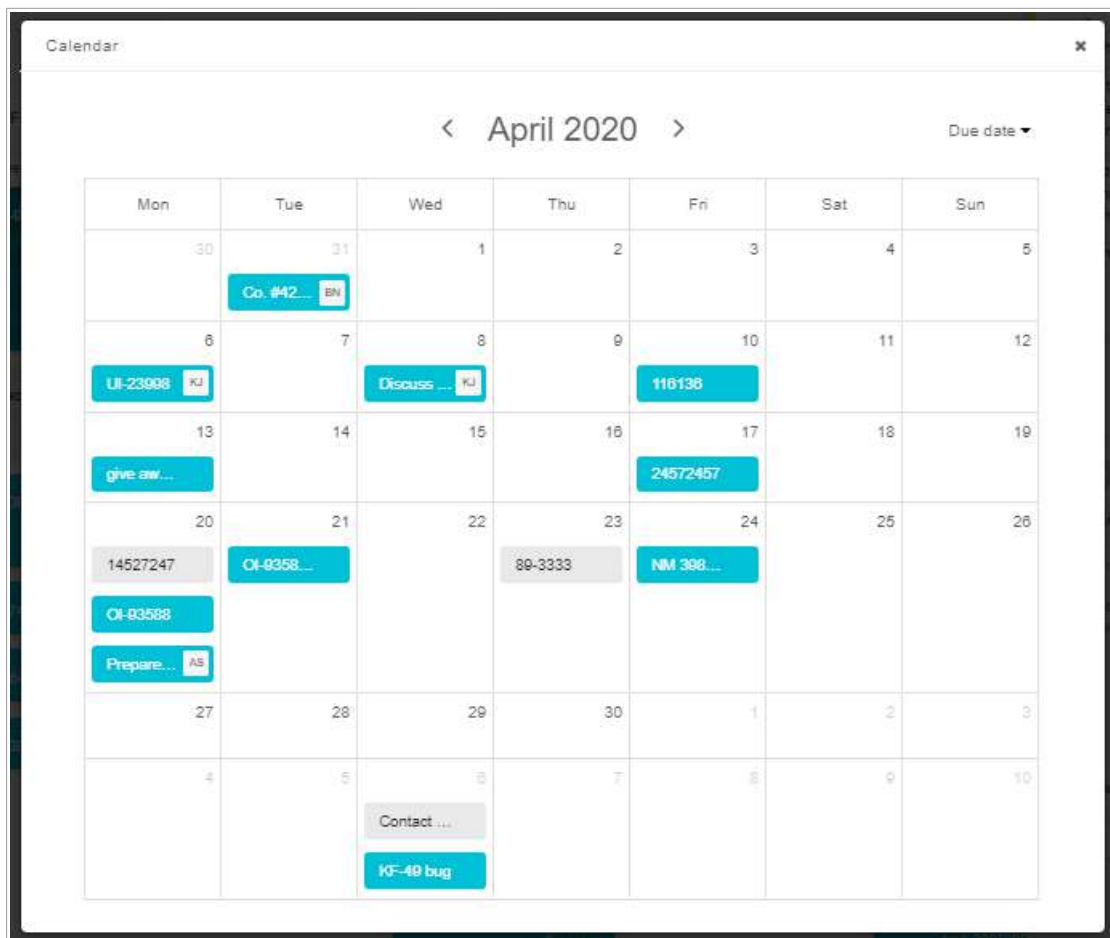 Calendar ×
< April 2020 >
Due date
Mon Tue Wed Thu Fri Sat Sun
30 31 1 2 3 4 5
Co. #42... BN
6 7 8 9 10 11 12
UI-23998 KJ Discuss ... KJ 116136
13 14 15 16 17 18 19
give aw... 24572457
20 21 22 23 24 25 26
14527247 OI-9358... 89-3333 NM 398...
OI-93588
Prepare... AS
27 28 29 30 1 2 3
4 5 6 7 8 9 10
Contact ...
KF-49 bug